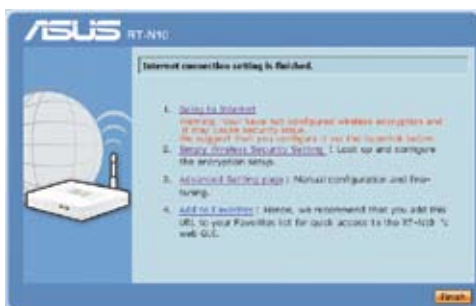 ASUS RT-N10
Internet connection setting is finished.
1. Going to Internet
Warning: Your have not configured wireless encryption and
it may cause security issue.
We suggest that you configure it via the hyperlink below.
2. Simply Wireless Security Setting : Look up and configure
the encryption setup.
3. Advanced Setting page : Manual configuration and fine-
tuning.
4. Add to Favorites : Hence, we recommend that you add this
URL to your Favorites list for quick access to the RT-N10 's
web GUI.
Finish